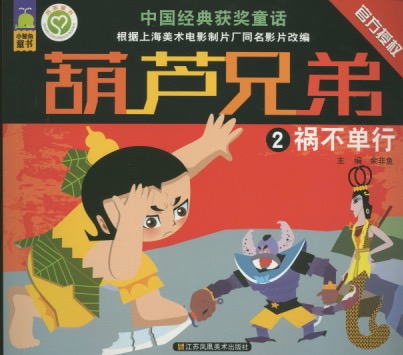 小蜗牛
童书
中国经典获奖童话
根据上海美术电影制片厂同名影片改编
官方授权
葫芦兄弟
2 祸不单行
主 编 余非鱼
江苏凤凰美术出版社